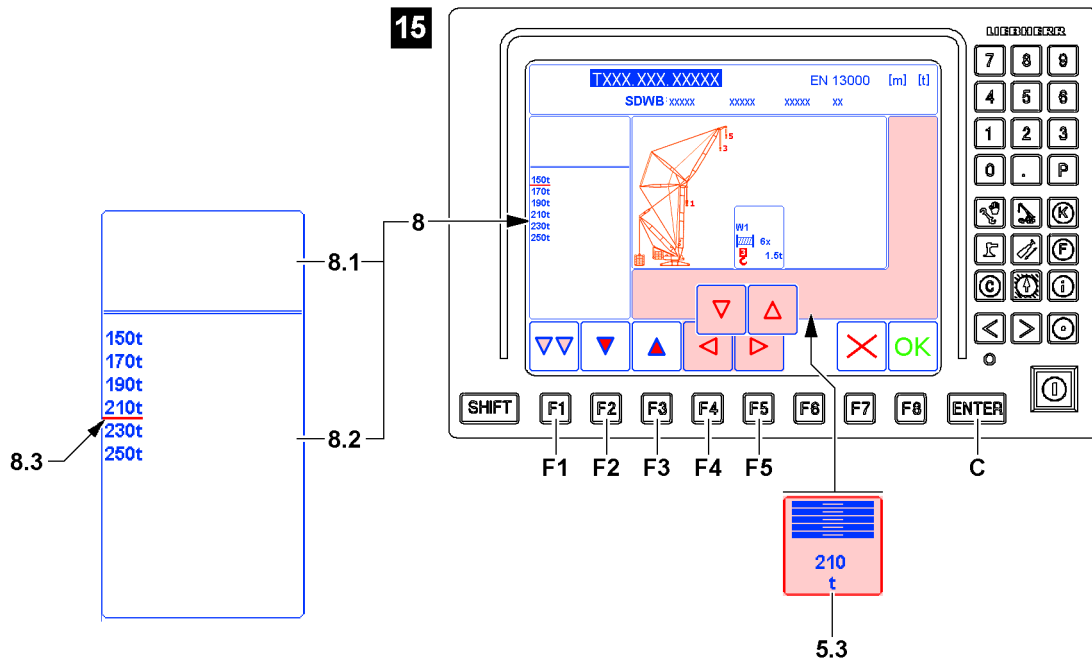 15
LIEBHERR
TXXX.XXX.XXXXX EN 13000 [m] [t]
SDWB: xxxxx xxxxx xxxxx xx
150t
170t
190t
210t
230t
250t
5
3
1
W1
6x
3
1.5t
OK
7 8 9
4 5 6
1 2 3
0 . P
K
F
C i
< >
SHIFT F1 F2 F3 F4 F5 F6 F7 F8 ENTER
F1 F2 F3 F4 F5 C
8
8.1
8.2
8.3
150t
170t
190t
210t
230t
250t
210
t
5.3